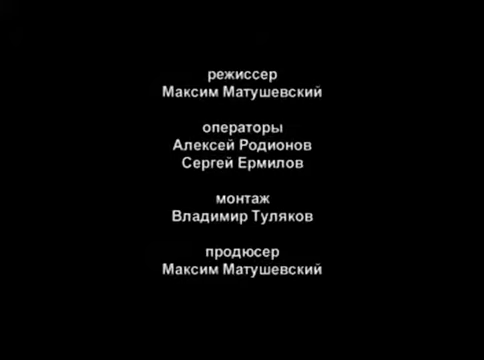 режиссер
Максим Матушевский
операторы
Алексей Родионов
Сергей Ермилов
монтаж
Владимир Туляков
продюсер
Максим Матушевский